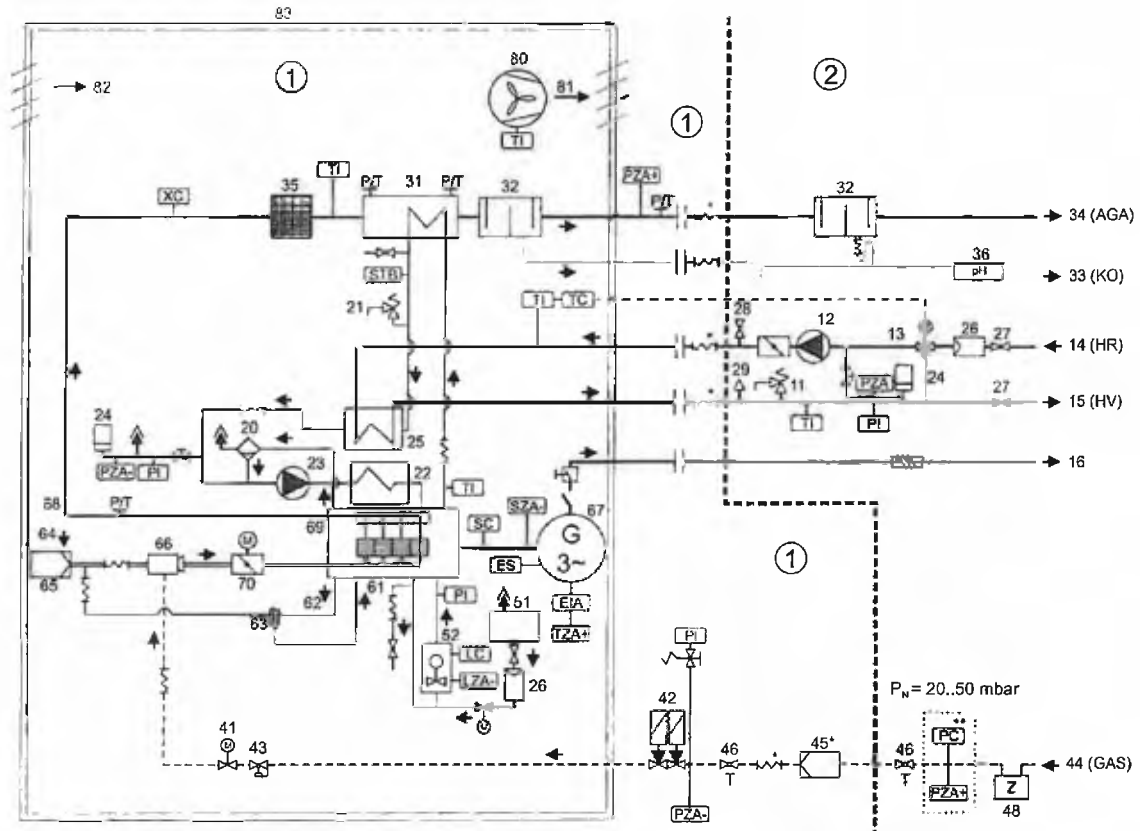 83
82
1
80
81
TI
1
2
XC
35
TI
P/T
31
P/T
32
PZA+
P/T
32
34 (AGA)
36
pH
33 (KO)
STB
21
TI
TC
28
12
13
26
27
14 (HR)
29
11
PZA
24
27
15 (HV)
TI
PI
24
20
25
PZA-
PI
23
22
16
68
P/T
TI
69
SC
SZA-
67
G
3~
ES
64
65
66
M
70
61
62
63
PI
51
52
LC
LZA-
26
EIA
TZA+
1
PI
PN = 20..50 mbar
41
M
43
42
46
45*
46
**
PC
PZA+
Z
48
44 (GAS)
PZA-